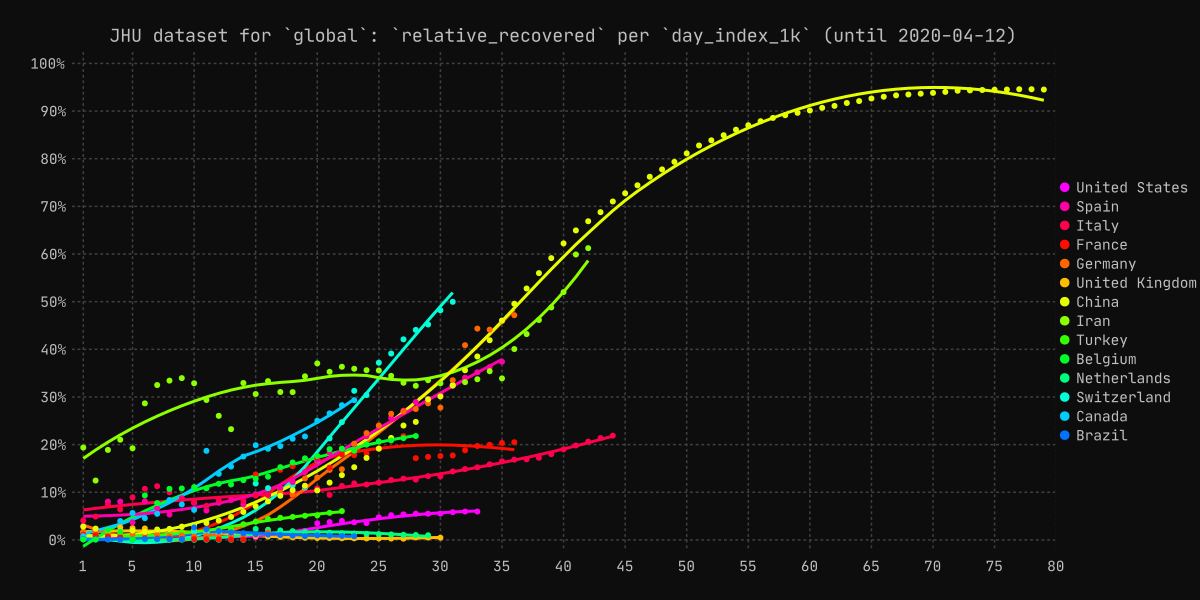 JHU dataset for `global`: `relative_recovered` per `day_index_1k` (until 2020-04-12)
100%
90%
80%
70%
60%
50%
40%
30%
20%
10%
0%
1 5 10 15 20 25 30 35 40 45 50 55 60 65 70 75 80
United States
Spain
Italy
France
Germany
United Kingdom
China
Iran
Turkey
Belgium
Netherlands
Switzerland
Canada
Brazil